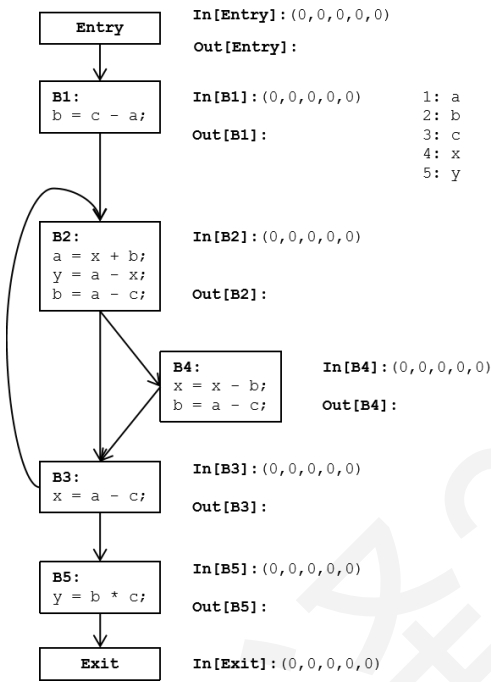 Entry
In[Entry]:(0,0,0,0,0)
Out[Entry]:
B1:
b = c - a;
In[B1]:(0,0,0,0,0)
Out[B1]:
1: a
2: b
3: c
4: x
5: y
B2:
a = x + b;
y = a - x;
b = a - c;
In[B2]:(0,0,0,0,0)
Out[B2]:
B4:
x = x - b;
b = a - c;
In[B4]:(0,0,0,0,0)
Out[B4]:
B3:
x = a - c;
In[B3]:(0,0,0,0,0)
Out[B3]:
B5:
y = b * c;
In[B5]:(0,0,0,0,0)
Out[B5]:
Exit
In[Exit]:(0,0,0,0,0)